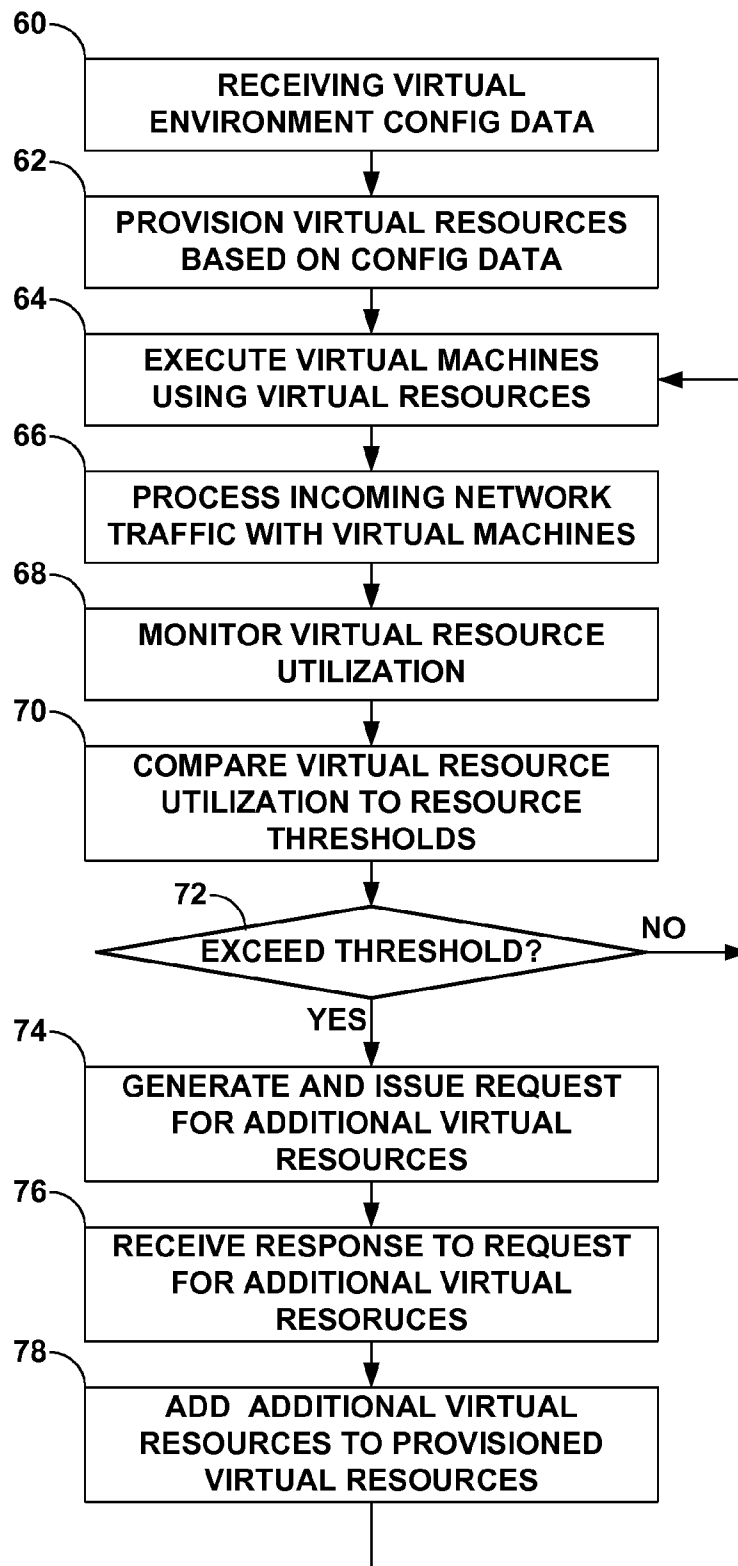 60
RECEIVING VIRTUAL
ENVIRONMENT CONFIG DATA
62
PROVISION VIRTUAL RESOURCES
BASED ON CONFIG DATA
64
EXECUTE VIRTUAL MACHINES
USING VIRTUAL RESOURCES
66
PROCESS INCOMING NETWORK
TRAFFIC WITH VIRTUAL MACHINES
68
MONITOR VIRTUAL RESOURCE
UTILIZATION
70
COMPARE VIRTUAL RESOURCE
UTILIZATION TO RESOURCE
THRESHOLDS
72
EXCEED THRESHOLD?
NO
YES
74
GENERATE AND ISSUE REQUEST
FOR ADDITIONAL VIRTUAL
RESOURCES
76
RECEIVE RESPONSE TO REQUEST
FOR ADDITIONAL VIRTUAL
RESORUCES
78
ADD ADDITIONAL VIRTUAL
RESOURCES TO PROVISIONED
VIRTUAL RESOURCES